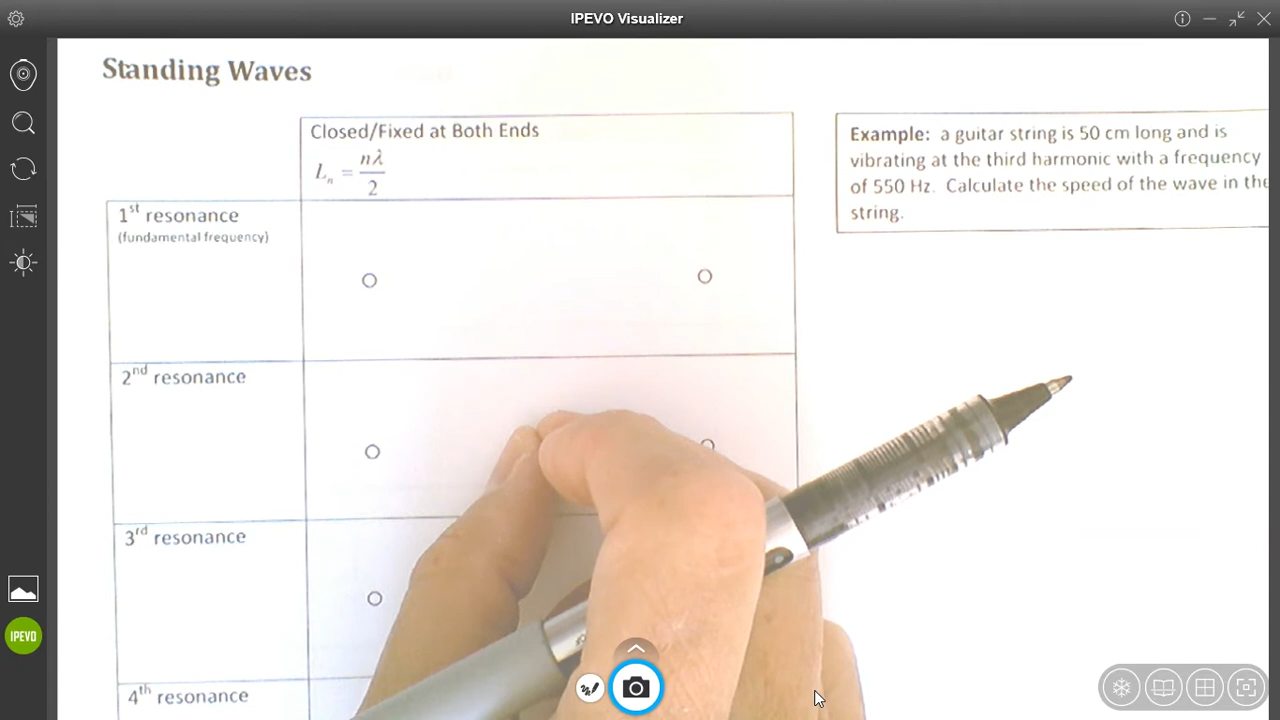 IPEVO Visualizer
Standing Waves
Closed/Fixed at Both Ends
Lₙ = nλ/2
Example: a guitar string is 50 cm long and is
vibrating at the third harmonic with a frequency
of 550 Hz. Calculate the speed of the wave in the
string.
1st resonance
(fundamental frequency)
2nd resonance
3rd resonance
4th resonance
IPEVO